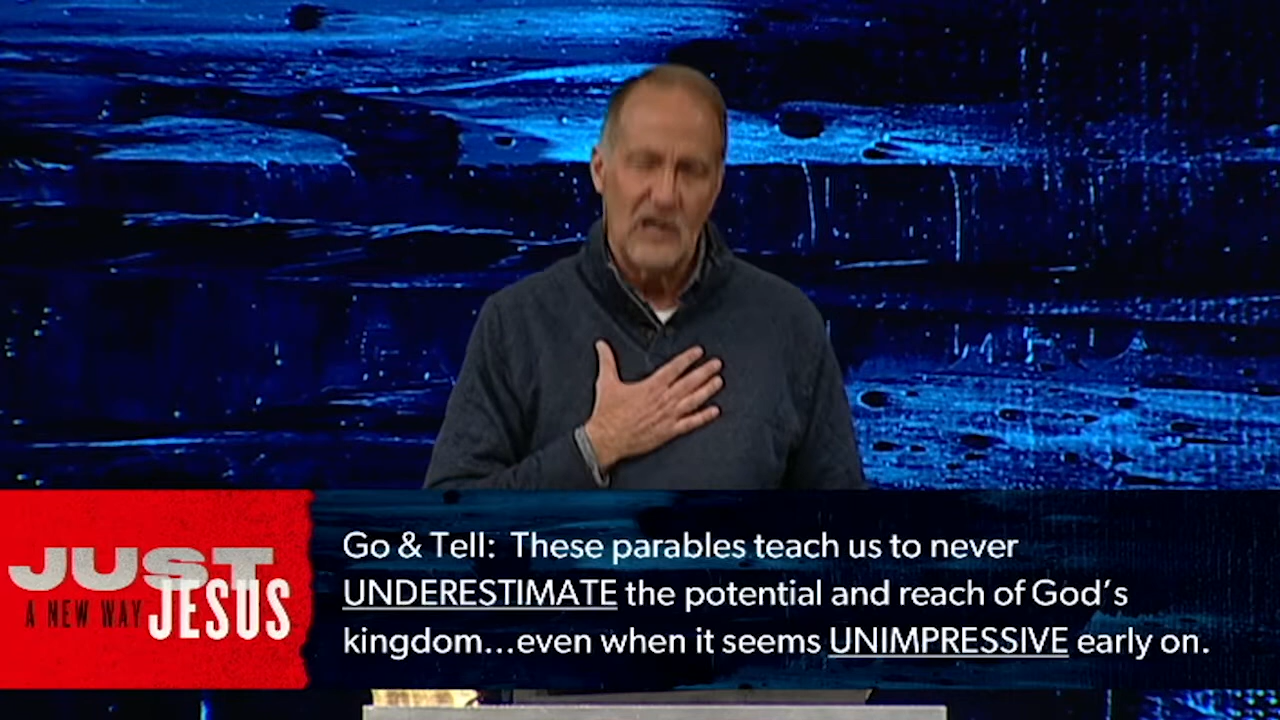 JUST
A NEW WAY JESUS
Go & Tell:  These parables teach us to never
UNDERESTIMATE the potential and reach of God's
kingdom...even when it seems UNIMPRESSIVE early on.